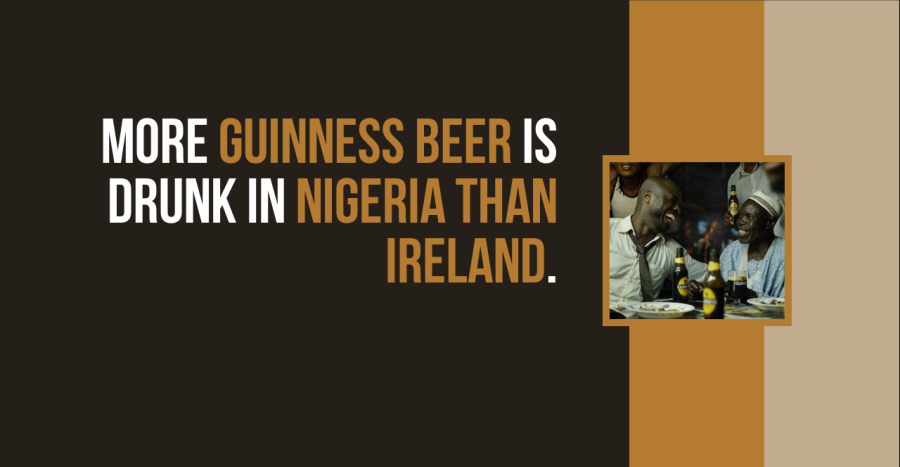 MORE GUINNESS BEER IS
DRUNK IN NIGERIA THAN
IRELAND.